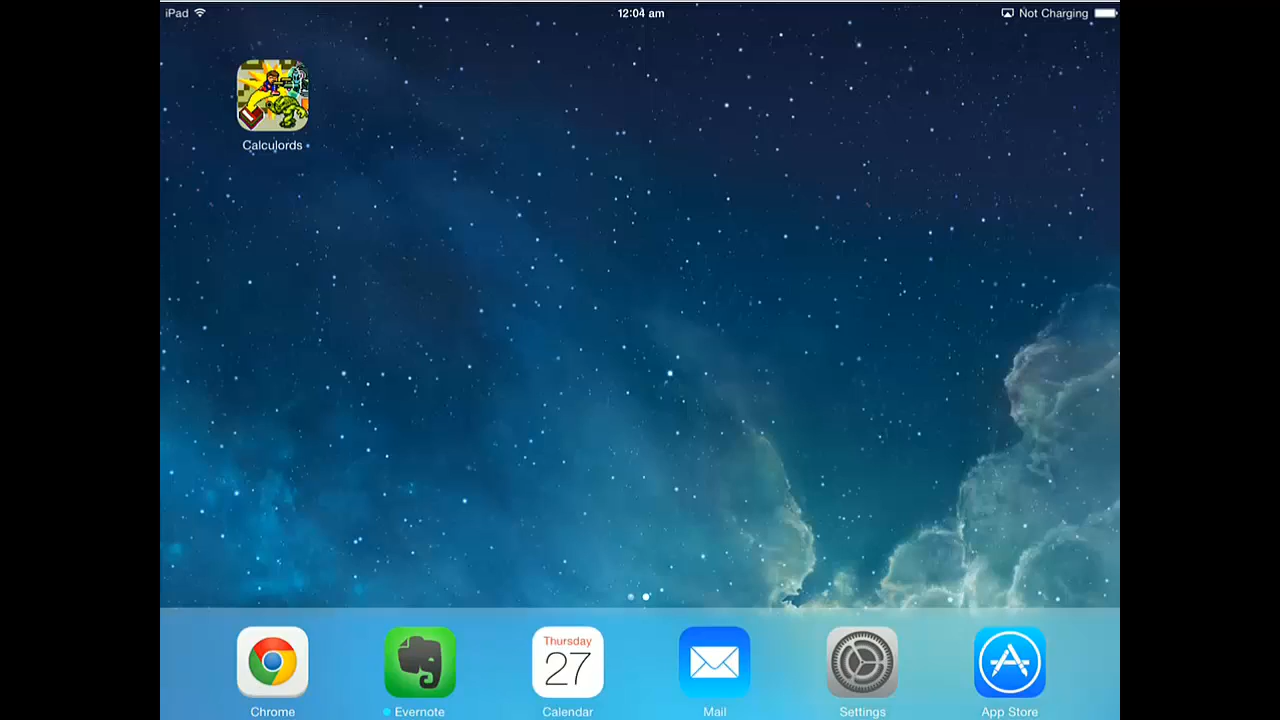 iPad 12:04 am Not Charging
Calculords
Thursday
27
Chrome Evernote Calendar Mail Settings App Store